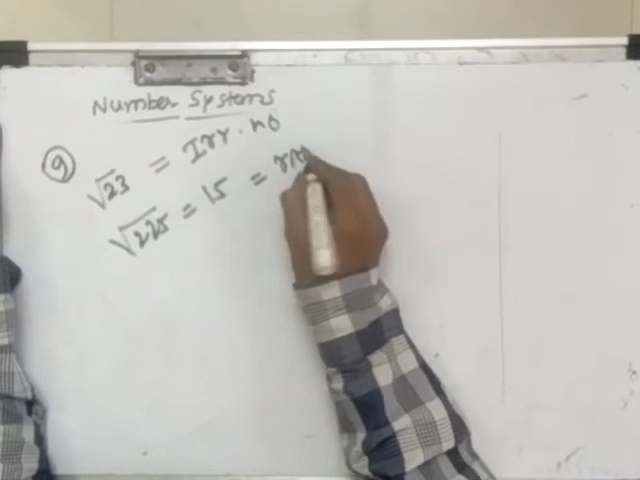 Number Systems
9
√23 = Irr. no
√225 = 15 =